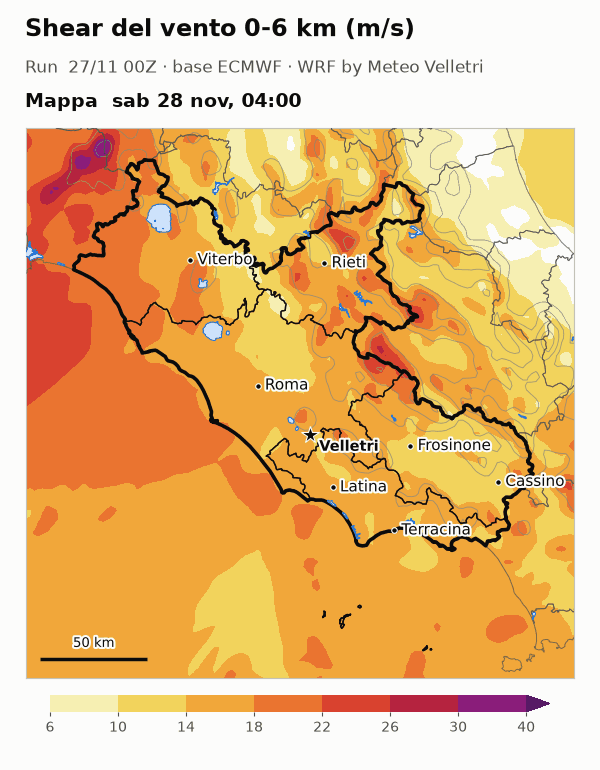 Shear del vento 0-6 km (m/s)
Run  27/11 00Z · base ECMWF · WRF by Meteo Velletri
Mappa  sab 28 nov, 04:00
Viterbo
Rieti
Roma
Velletri
Frosinone
Cassino
Latina
Terracina
50 km
6 10 14 18 22 26 30 40